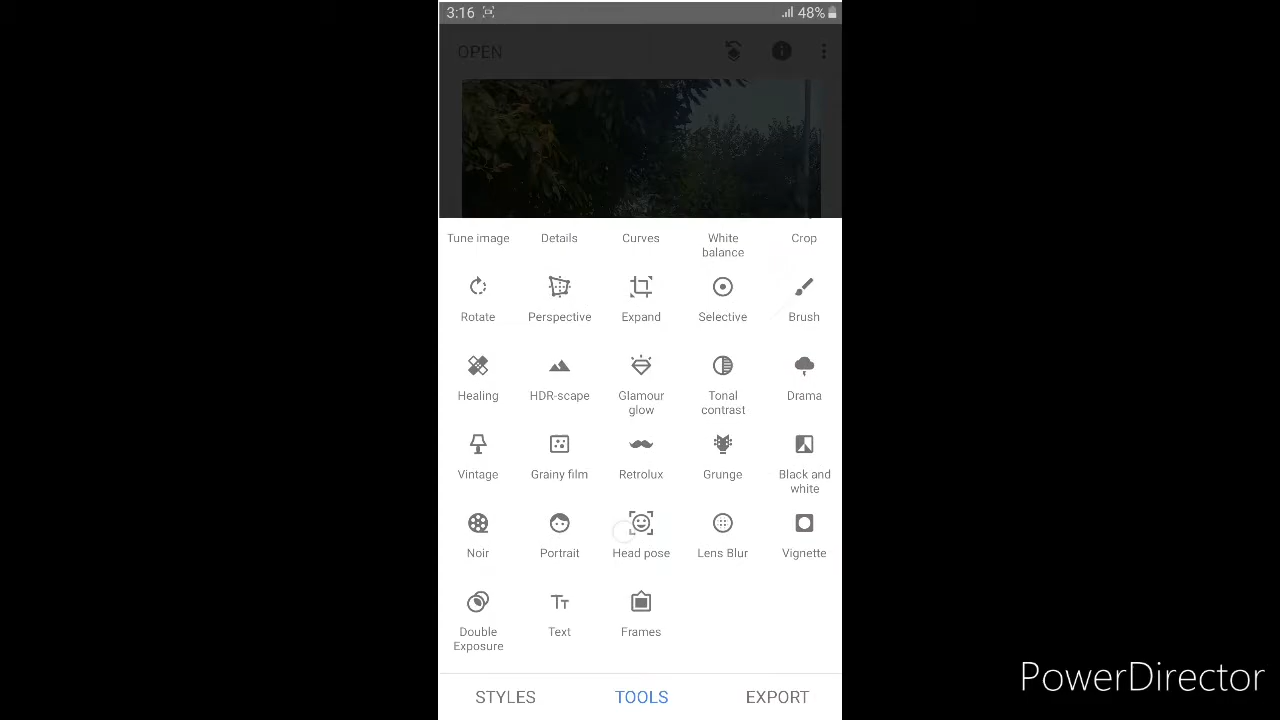 3:16 48%
OPEN
Tune image Details Curves White balance Crop
Rotate Perspective Expand Selective Brush
Healing HDR-scape Glamour glow Tonal contrast Drama
Vintage Grainy film Retrolux Grunge Black and white
Noir Portrait Head pose Lens Blur Vignette
Double Exposure Text Frames
STYLES TOOLS EXPORT
PowerDirector